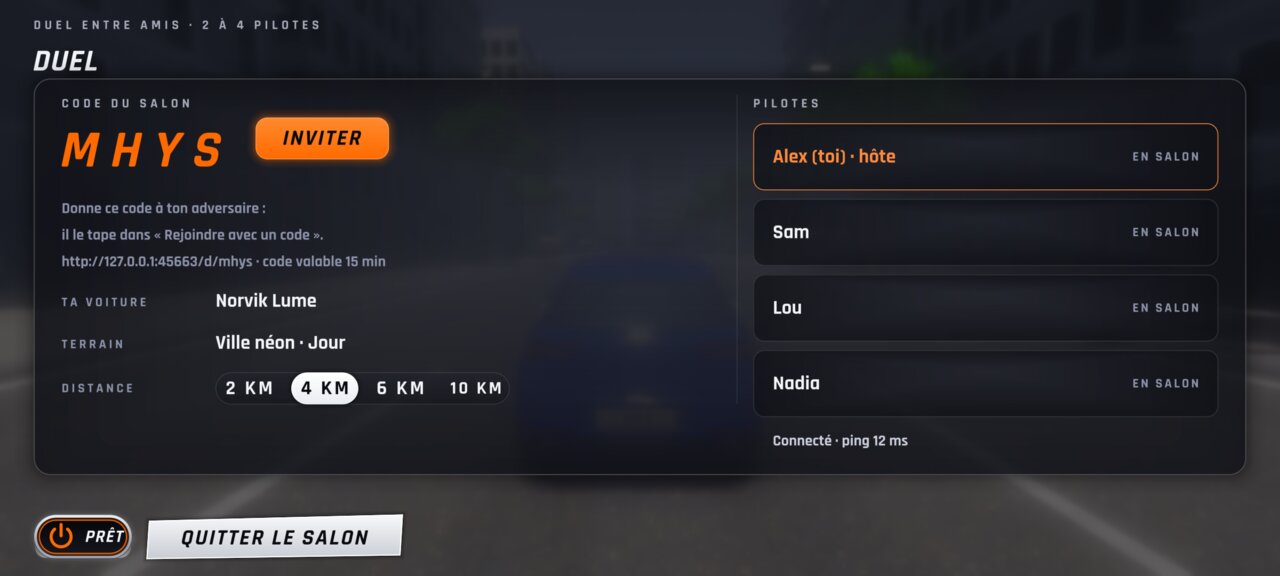 DUEL ENTRE AMIS · 2 À 4 PILOTES
DUEL
CODE DU SALON
MHYS
INVITER
Donne ce code à ton adversaire :
il le tape dans « Rejoindre avec un code ».
http://127.0.0.1:45663/d/mhys · code valable 15 min
TA VOITURE Norvik Lume
TERRAIN Ville néon · Jour
DISTANCE 2 KM 4 KM 6 KM 10 KM
PILOTES
Alex (toi) · hôte EN SALON
Sam EN SALON
Lou EN SALON
Nadia EN SALON
Connecté · ping 12 ms
PRÊT
QUITTER LE SALON